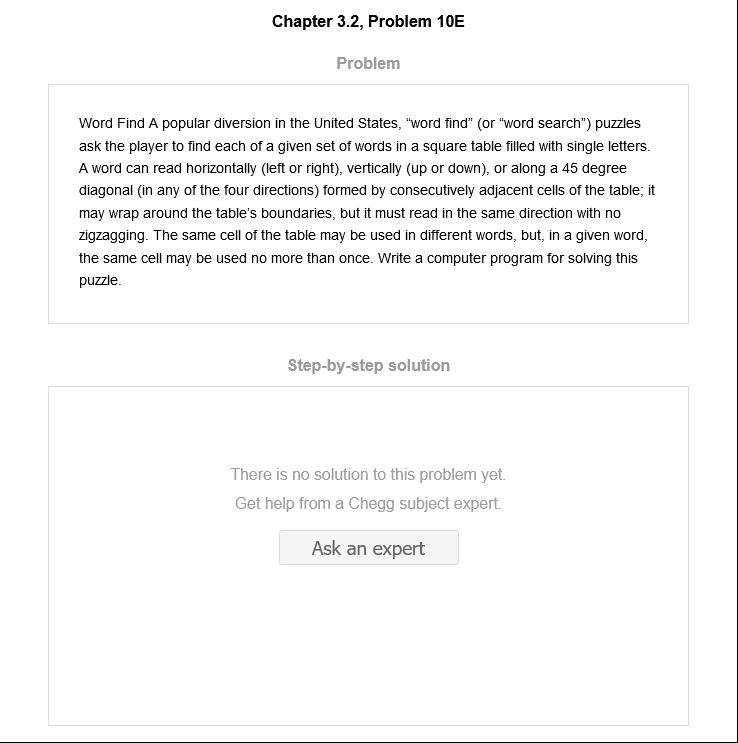 Chapter 3.2, Problem 10E
Problem
Word Find A popular diversion in the United States, “word find” (or “word search”) puzzles
ask the player to find each of a given set of words in a square table filled with single letters.
A word can read horizontally (left or right), vertically (up or down), or along a 45 degree
diagonal (in any of the four directions) formed by consecutively adjacent cells of the table; it
may wrap around the table’s boundaries, but it must read in the same direction with no
zigzagging. The same cell of the table may be used in different words, but, in a given word,
the same cell may be used no more than once. Write a computer program for solving this
puzzle.
Step-by-step solution
There is no solution to this problem yet.
Get help from a Chegg subject expert.
Ask an expert